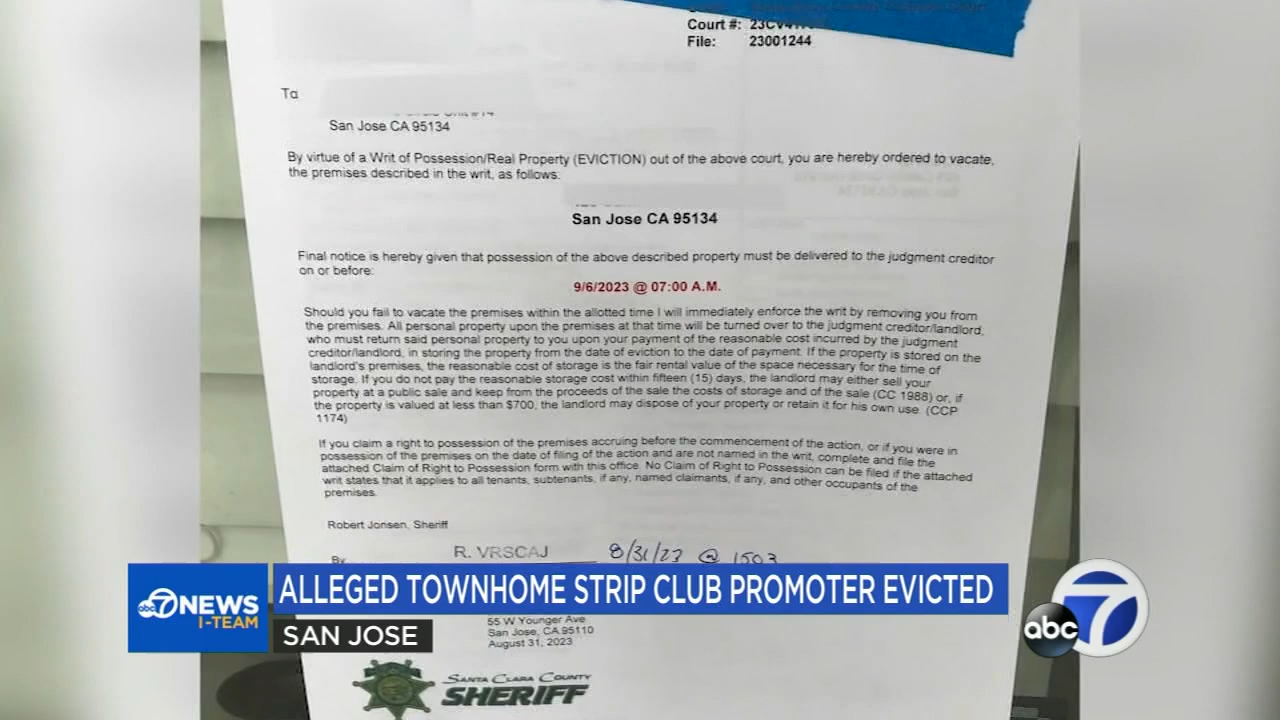 Court #:
File: 23001244
To
San Jose CA 95134
By virtue of a Writ of Possession/Real Property (EVICTION) out of the above court, you are hereby ordered to vacate,
the premises described in the writ, as follows:
San Jose CA 95134
Final notice is hereby given that possession of the above described property must be delivered to the judgment creditor
on or before:
9/6/2023 @ 07:00 A.M.
Should you fail to vacate the premises within the allotted time I will immediately enforce the writ by removing you from
the premises. All personal property upon the premises at that time will be turned over to the judgment creditor/landlord,
who must return said personal property to you upon your payment of the reasonable cost incurred by the judgment
creditor/landlord, in storing the property from the date of eviction to the date of payment. If the property is stored on the
landlord's premises, the reasonable cost of storage is the fair rental value of the space necessary for the time of
storage. If you do not pay the reasonable storage cost within fifteen (15) days, the landlord may either sell your
property at a public sale and keep from the proceeds of the sale the costs of storage and of the sale (CC 1988) or, if
the property is valued at less than $700, the landlord may dispose of your property or retain it for his own use. (CCP
1174)
If you claim a right to possession of the premises accruing before the commencement of the action, or if you were in
possession of the premises on the date of filing of the action and are not named in the writ, complete and file the
attached Claim of Right to Possession form with this office. No Claim of Right to Possession can be filed if the attached
writ states that it applies to all tenants, subtenants, if any, named claimants, if any, and other occupants of the
premises.
Robert Jonsen, Sheriff
By R. VRSCAJ 8/31/23 @ 1503
abc 7 NEWS
I-TEAM
ALLEGED TOWNHOME STRIP CLUB PROMOTER EVICTED
SAN JOSE
abc 7
55 W Younger Ave
San Jose, CA 95110
August 31, 2023
SANTA CLARA COUNTY
SHERIFF